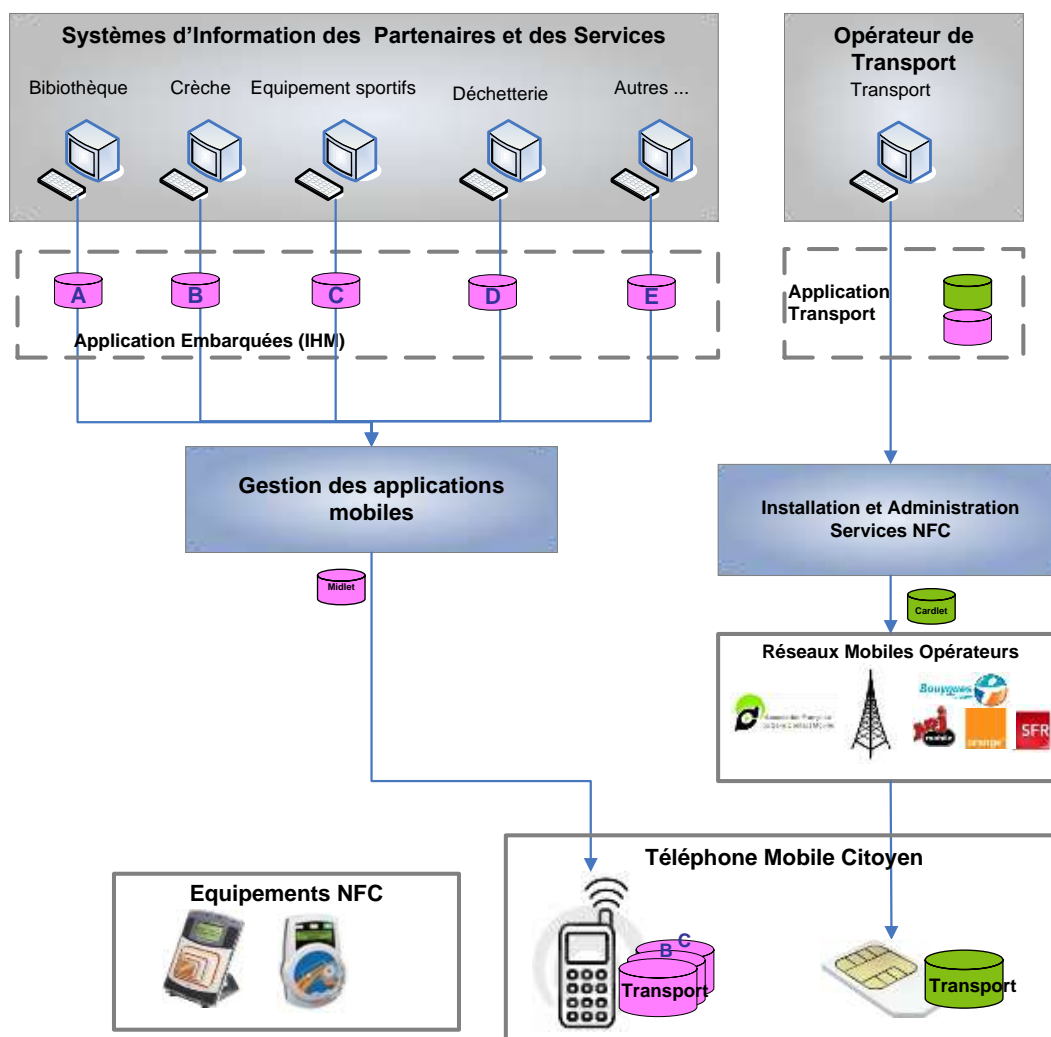 Systèmes d'Information des Partenaires et des Services
Bibiothèque
Crèche
Equipement sportifs
Déchetterie
Autres ...
Opérateur de
Transport
Transport
A
B
C
D
E
Application Embarquées (IHM)
Application
Transport
Gestion des applications
mobiles
Installation et Administration
Services NFC
Midlet
Cardlet
Réseaux Mobiles Opérateurs
Bouygues
nrj
mobile
orange
SFR
Téléphone Mobile Citoyen
Equipements NFC
C
B
Transport
Transport